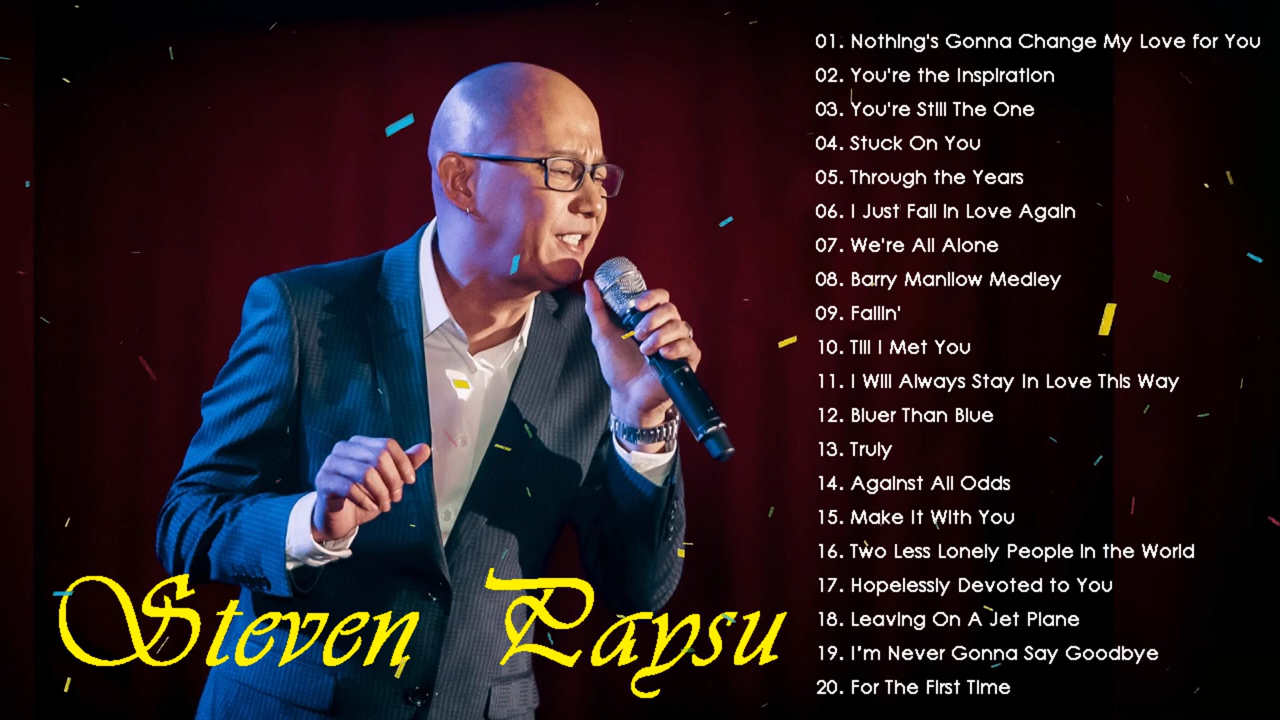 01. Nothing's Gonna Change My Love for You
02. You're the Inspiration
03. You're Still The One
04. Stuck On You
05. Through the Years
06. I Just Fall In Love Again
07. We're All Alone
08. Barry Manilow Medley
09. Fallin'
10. Till I Met You
11. I Will Always Stay In Love This Way
12. Bluer Than Blue
13. Truly
14. Against All Odds
15. Make It With You
16. Two Less Lonely People in the World
17. Hopelessly Devoted to You
18. Leaving On A Jet Plane
19. I'm Never Gonna Say Goodbye
20. For The First Time
Steven Paysu